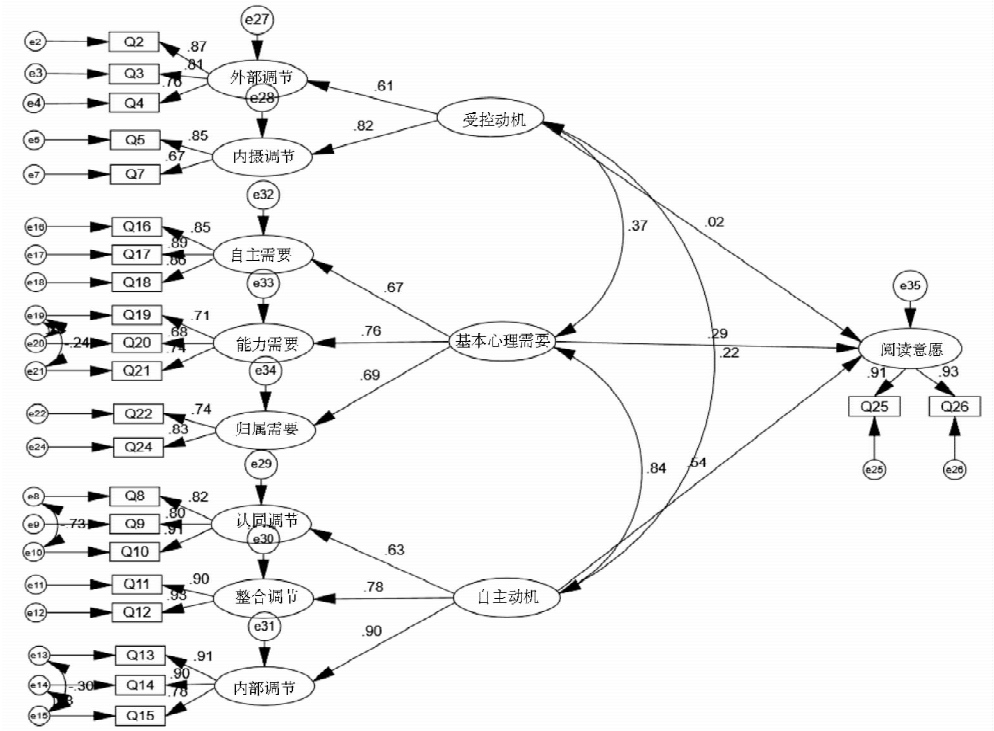 e27
e2 Q2 .87
e3 Q3 .81 外部调节
e4 Q4 .76 e28
.61
.82
受控动机
e6 Q5 .85
e7 Q7 .67 内摄调节
e32
e16 Q16 .85
e17 Q17 .89 自主需要
e18 Q18 .86
e33
.67
.37
.02
e35
e19 Q19 .71
e20 Q20 .68 能力需要
-.24
e21 Q21 .74
e34
.76
基本心理需要
.29
.22
阅读意愿
.91 .93
Q25 Q26
e25 e26
.69
e22 Q22 .74
e24 Q24 .83 归属需要
e29
.84
.54
e8 Q8 .82
e9 Q9 .80 认同调节
-.73
e10 Q10 .91
e30
.63
e11 Q11 .90
e12 Q12 .93 整合调节
.78
自主动机
e31
.90
e13 Q13 .91
e14 -.30 Q14 .90 内部调节
e15 Q15 .78